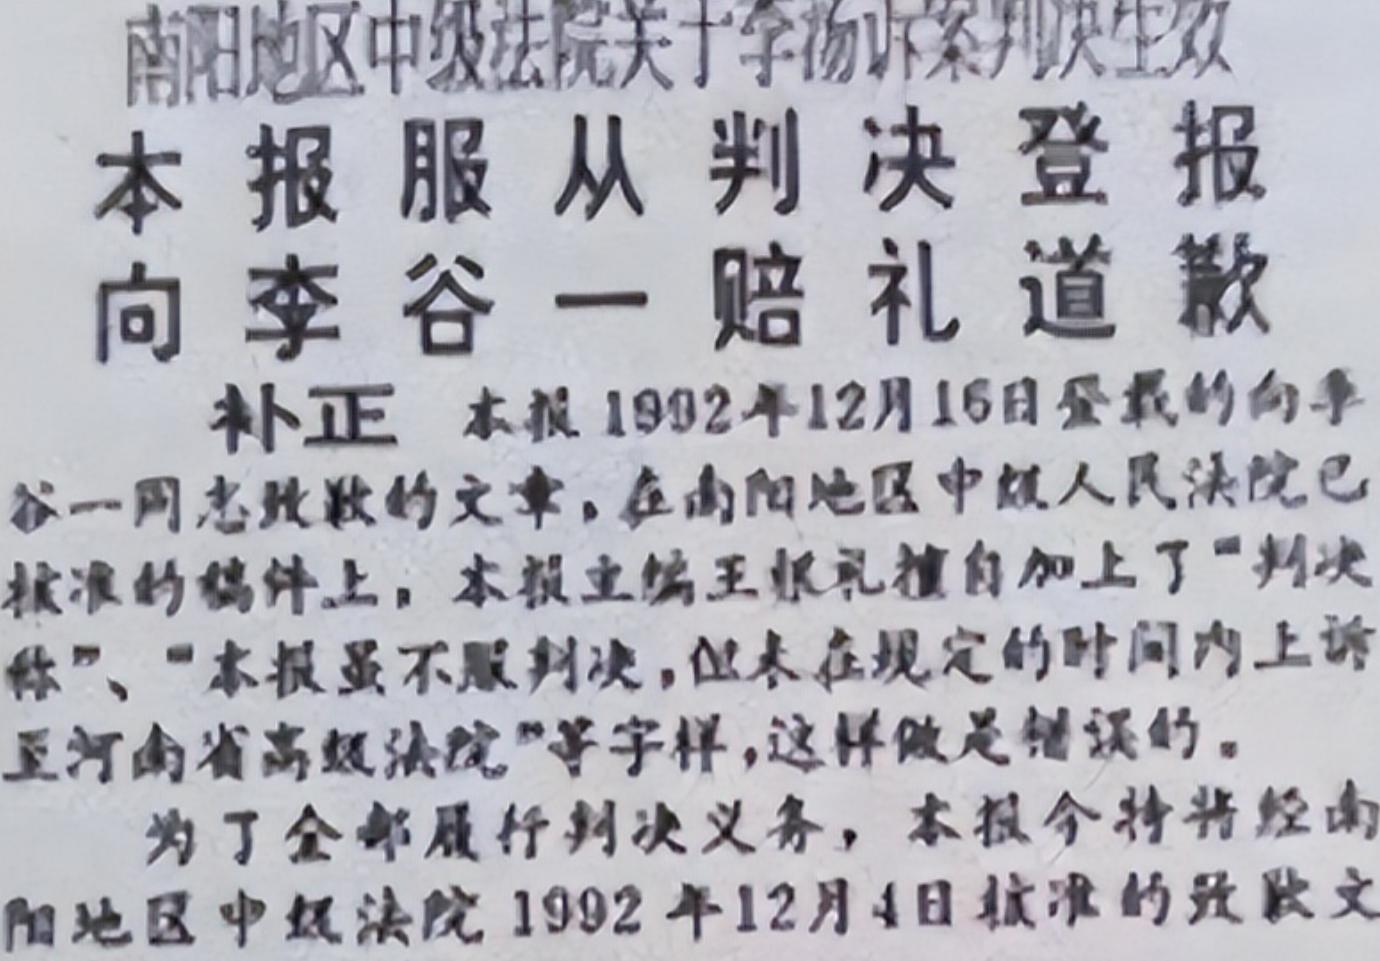 南阳地区中级法院关于李杨诉案判决生效
本报服从判决登报
向李谷一赔礼道歉
补正 本报1992年12月16日登载的向李
谷一同志致歉的文章，在南阳地区中级人民法院已
核准的稿件上，本报主编王根礼擅自加上了“判决
称”、“本报虽不服判决，但未在规定的时间内上诉
至河南省高级法院”等字样，这样做是错误的。
为了全部履行判决义务，本报今特将经南
阳地区中级法院1992年12月4日核准的致歉文